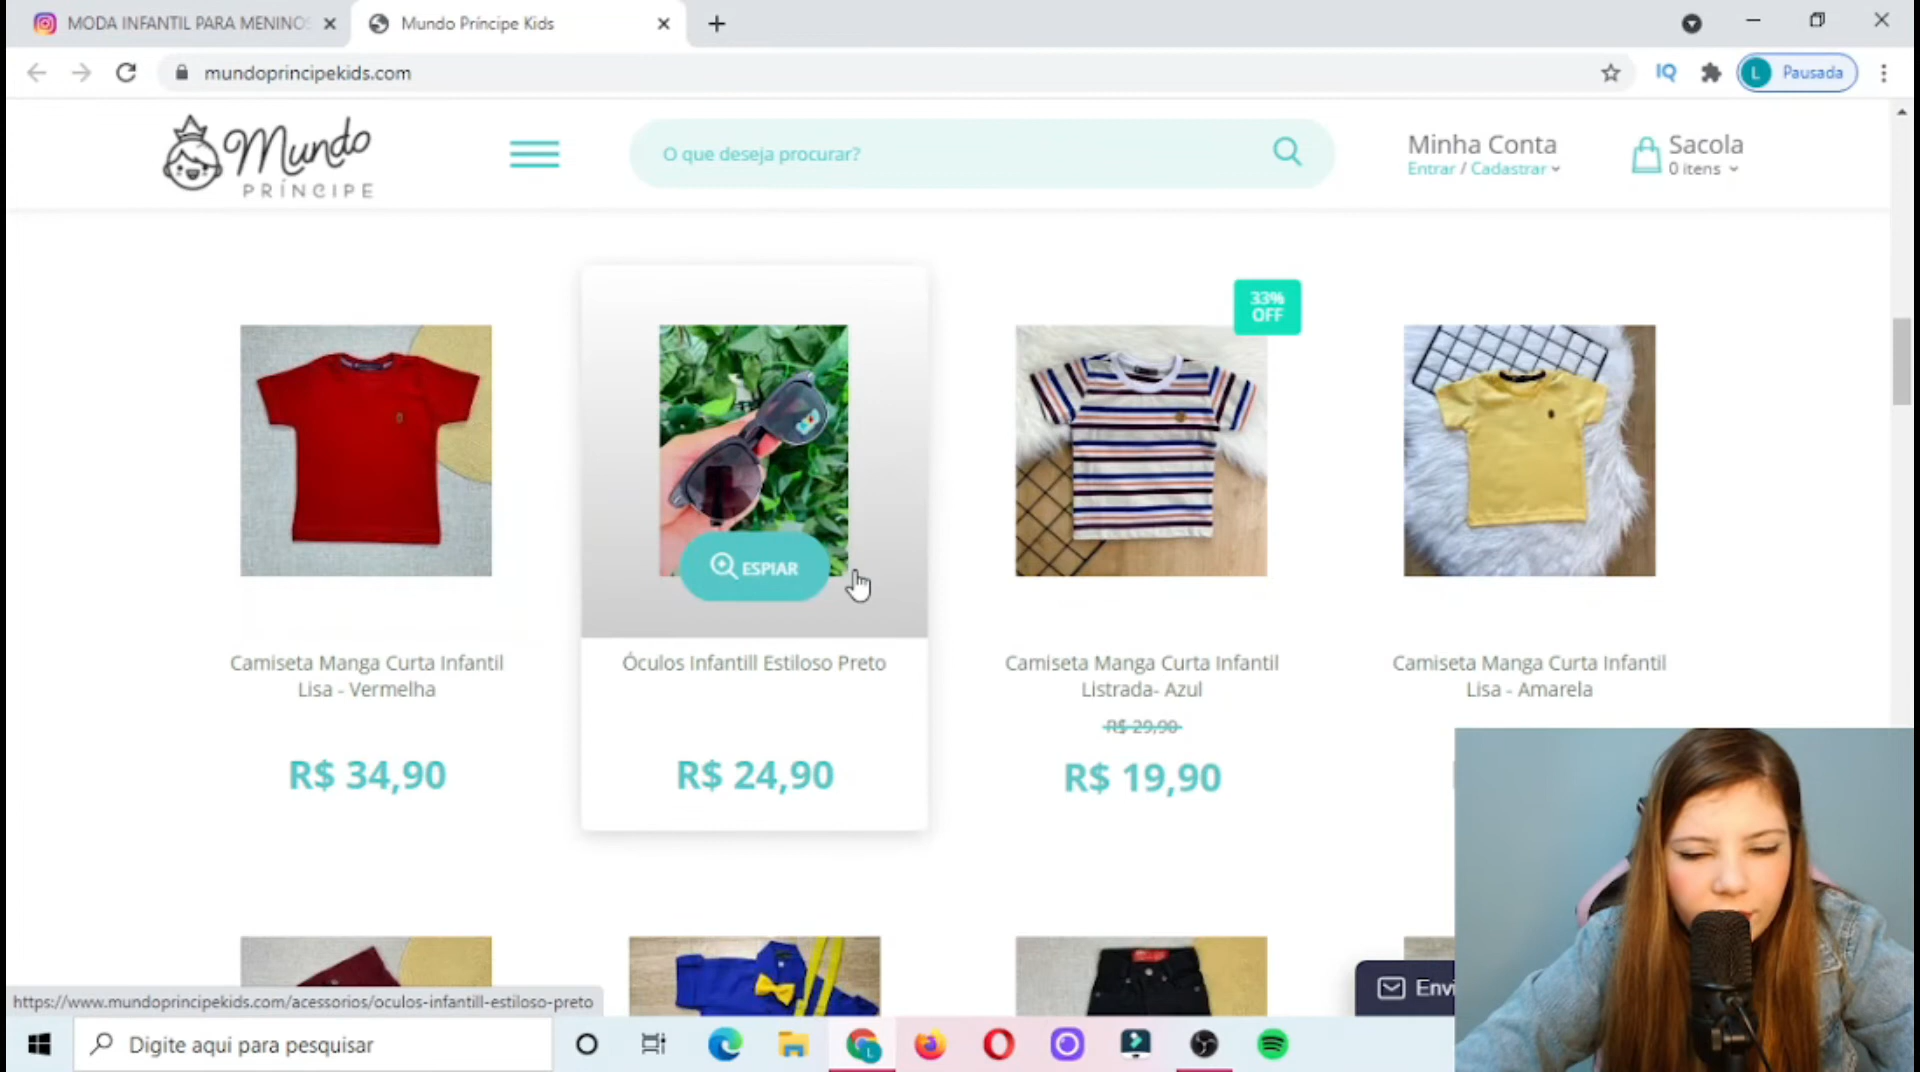 MODA INFANTIL PARA MENINOS
Mundo Príncipe Kids
mundoprincipekids.com
IQ
L
Pausada
Mundo
PRÍNCIPE
O que deseja procurar?
Minha Conta
Entrar / Cadastrar
Sacola
0 itens
33%
OFF
ESPIAR
Camiseta Manga Curta Infantil
Lisa - Vermelha
R$ 34,90
Óculos Infantill Estiloso Preto
R$ 24,90
Camiseta Manga Curta Infantil
Listrada- Azul
R$ 29,90
R$ 19,90
Camiseta Manga Curta Infantil
Lisa - Amarela
Envi
https://www.mundoprincipekids.com/acessorios/oculos-infantill-estiloso-preto
Digite aqui para pesquisar
L